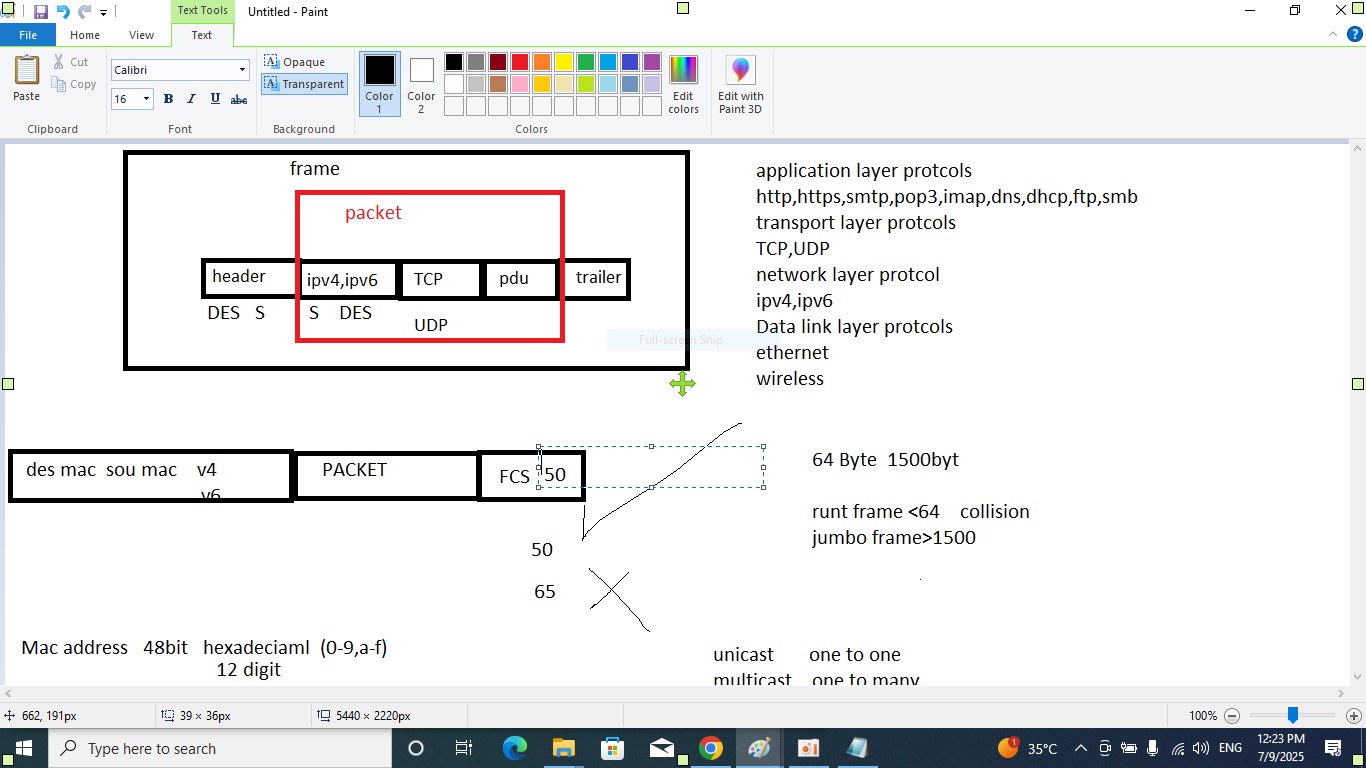 Text Tools
Untitled - Paint
File Home View Text
Paste
Cut
Copy
Clipboard
Calibri
16 B I U abc
Font
Opaque
Transparent
Background
Color 1
Color 2
Edit colors
Colors
Edit with Paint 3D
frame
packet
header ipv4,ipv6 TCP pdu trailer
DES S S DES
UDP
Full-screen Snip
application layer protcols
http,https,smtp,pop3,imap,dns,dhcp,ftp,smb
transport layer protcols
TCP,UDP
network layer protcol
ipv4,ipv6
Data link layer protcols
ethernet
wireless
des mac sou mac v4
v6
PACKET
FCS 50
50
65
64 Byte 1500byt
runt frame <64 collision
jumbo frame>1500
Mac address 48bit hexadeciaml (0-9,a-f)
12 digit
unicast one to one
multicast one to many
662, 191px 39 × 36px 5440 × 2220px 100%
Type here to search
1 35°C ENG
12:23 PM
7/9/2025